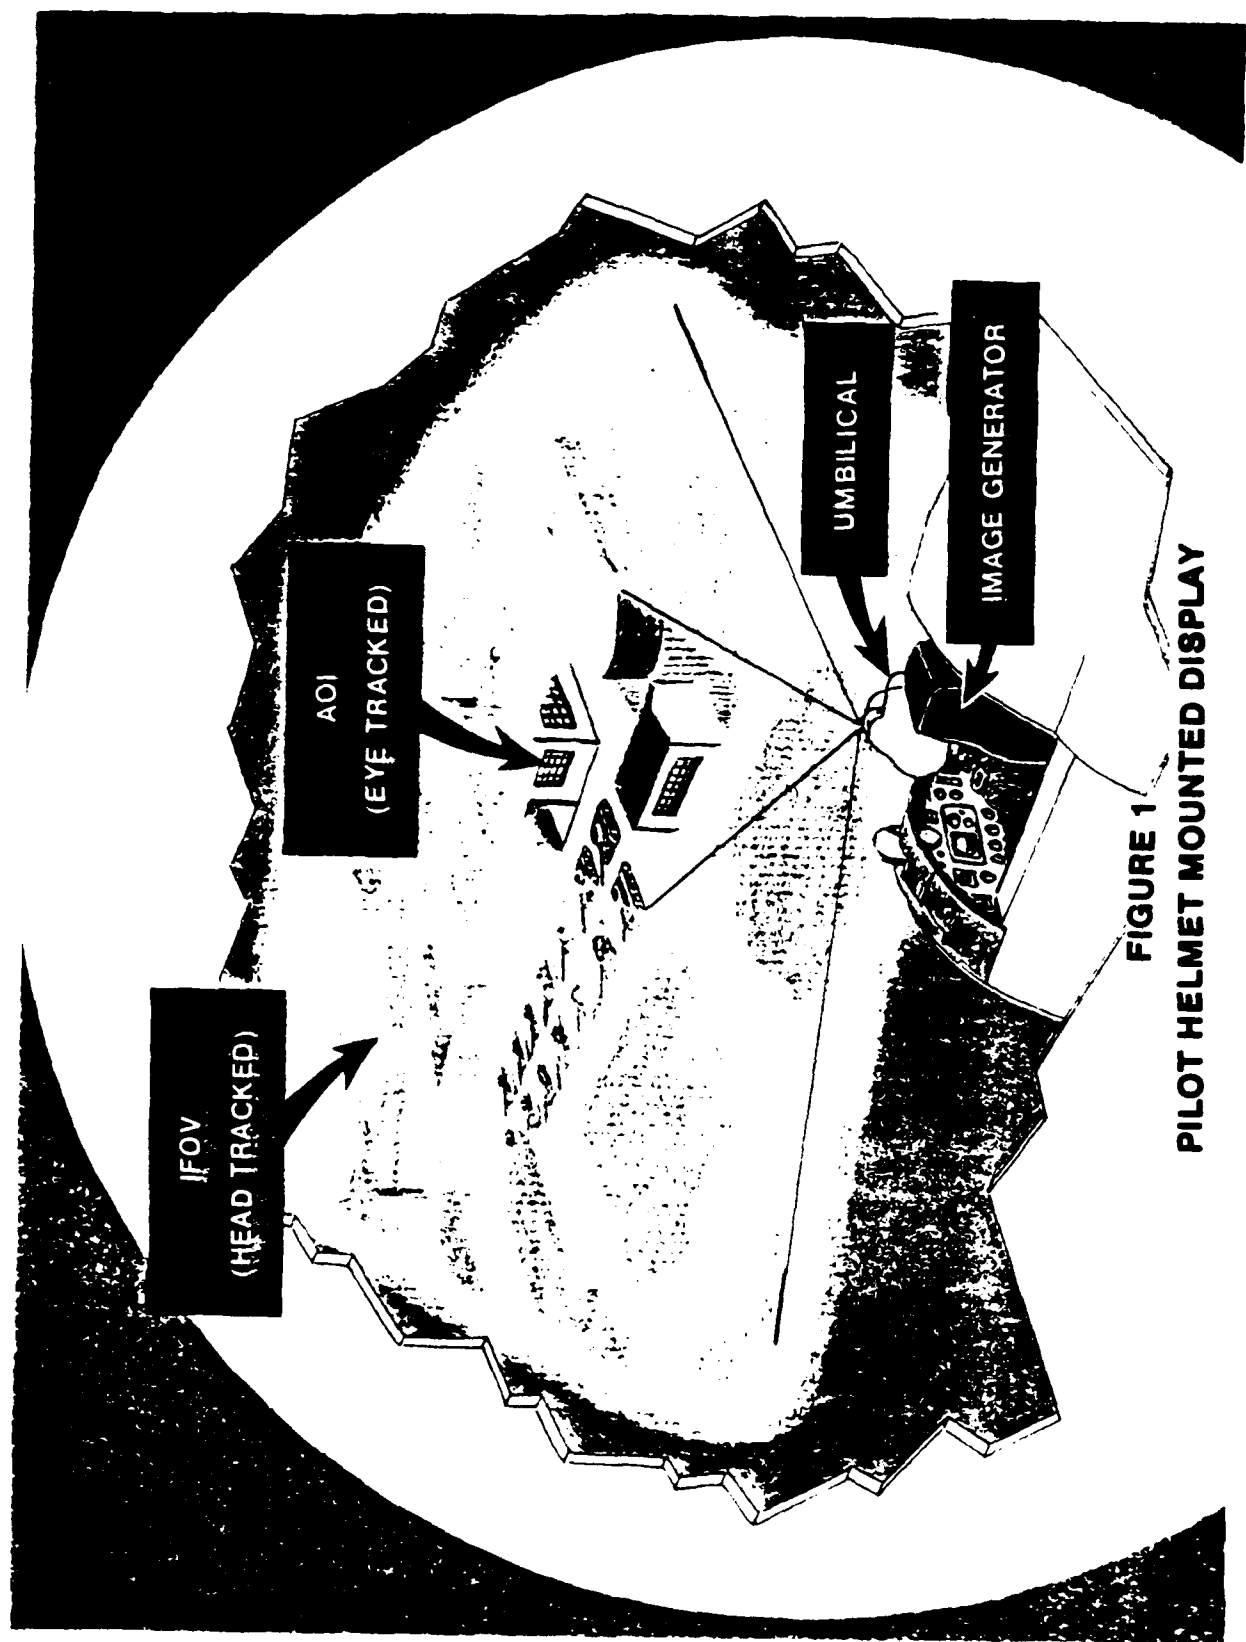 IFOV
(HEAD TRACKED)
AOI
(EYE TRACKED)
UMBILICAL
IMAGE GENERATOR
FIGURE 1
PILOT HELMET MOUNTED DISPLAY